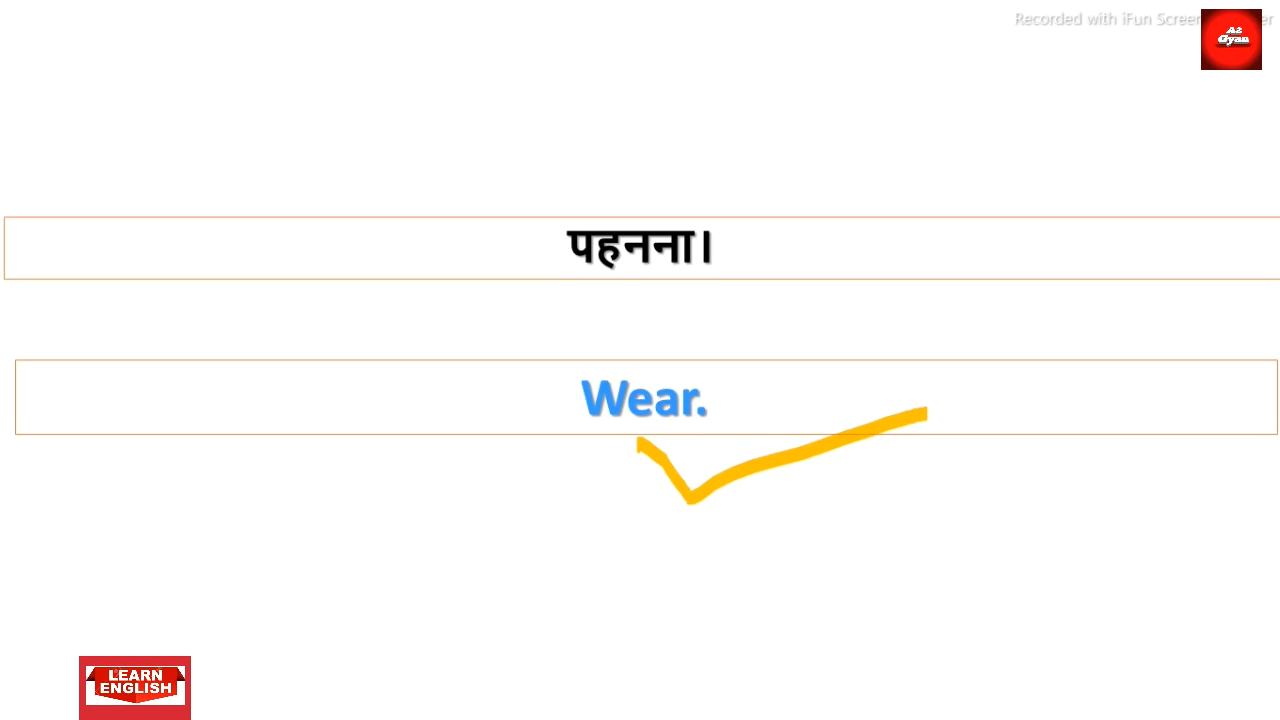 Recorded with iFun Screen
A2
Gyan
पहनना।
Wear.
LEARN
ENGLISH